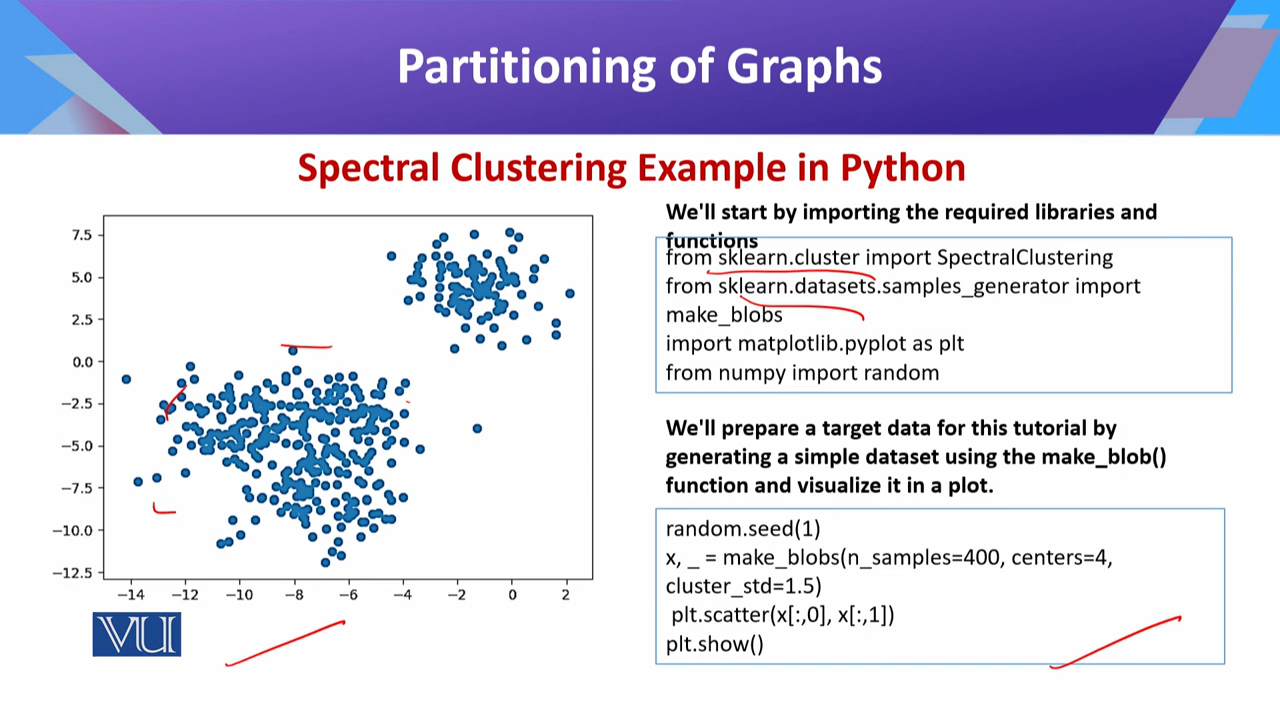 Partitioning of Graphs
Spectral Clustering Example in Python
We'll start by importing the required libraries and
functions
from sklearn.cluster import SpectralClustering
from sklearn.datasets.samples_generator import
make_blobs
import matplotlib.pyplot as plt
from numpy import random
We'll prepare a target data for this tutorial by
generating a simple dataset using the make_blob()
function and visualize it in a plot.
random.seed(1)
x, _ = make_blobs(n_samples=400, centers=4,
cluster_std=1.5)
plt.scatter(x[:,0], x[:,1])
plt.show()
7.5
5.0
2.5
0.0
−2.5
−5.0
−7.5
−10.0
−12.5
−14 −12 −10 −8 −6 −4 −2 0 2
VU